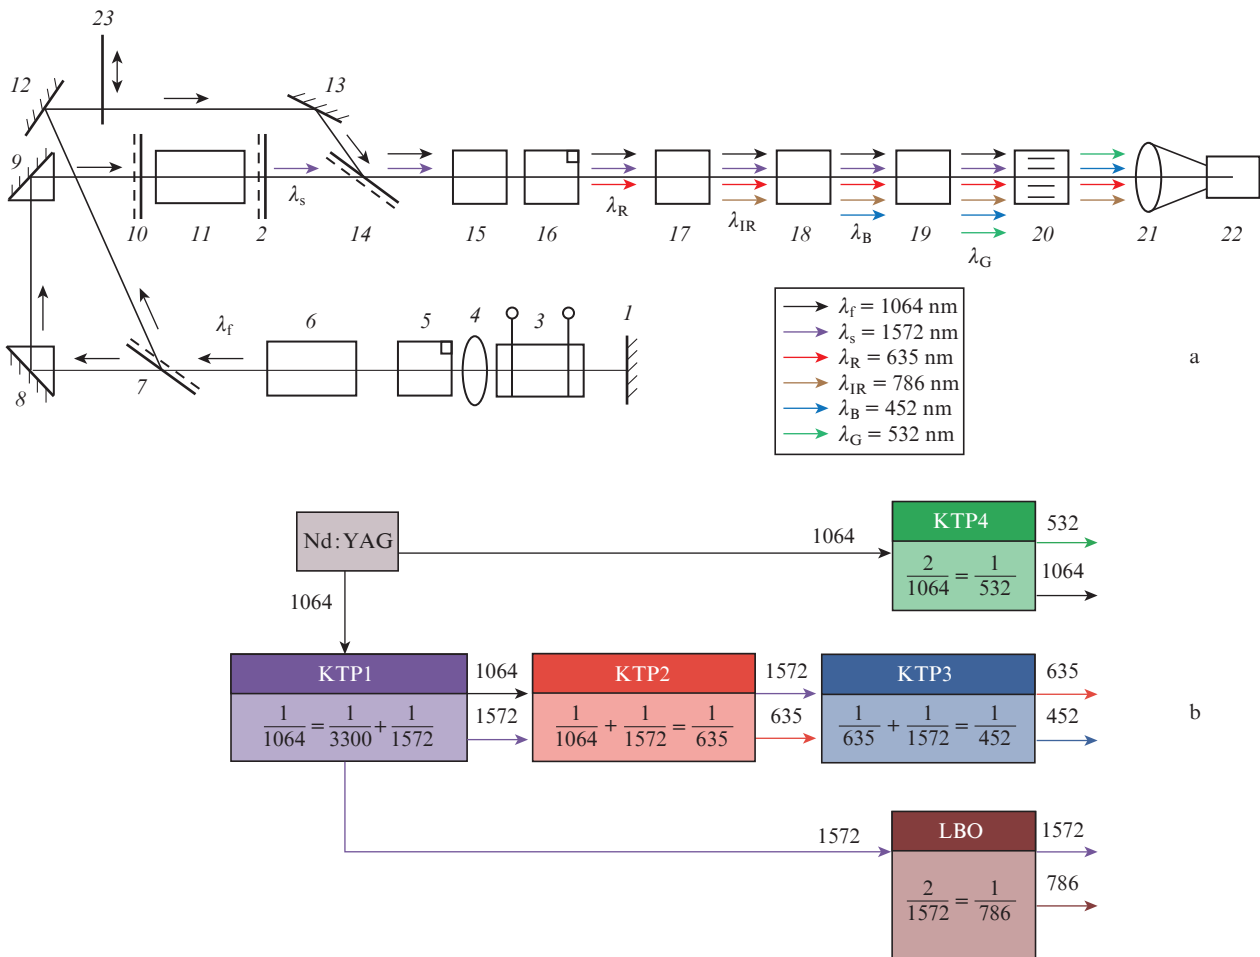 23
12
13
9
λs
λR
λIR
λB
λG
10
11
2
14
15
16
17
18
19
20
21
22
λf
6
5
4
3
1
7
8
λf = 1064 nm
λs = 1572 nm
λR = 635 nm
λIR = 786 nm
λB = 452 nm
λG = 532 nm
a
Nd:YAG
1064
1064
KTP4
2/1064 = 1/532
532
1064
KTP1
1/1064 = 1/3300 + 1/1572
1064
1572
KTP2
1/1064 + 1/1572 = 1/635
1572
635
KTP3
1/635 + 1/1572 = 1/452
635
452
b
1572
LBO
2/1572 = 1/786
1572
786